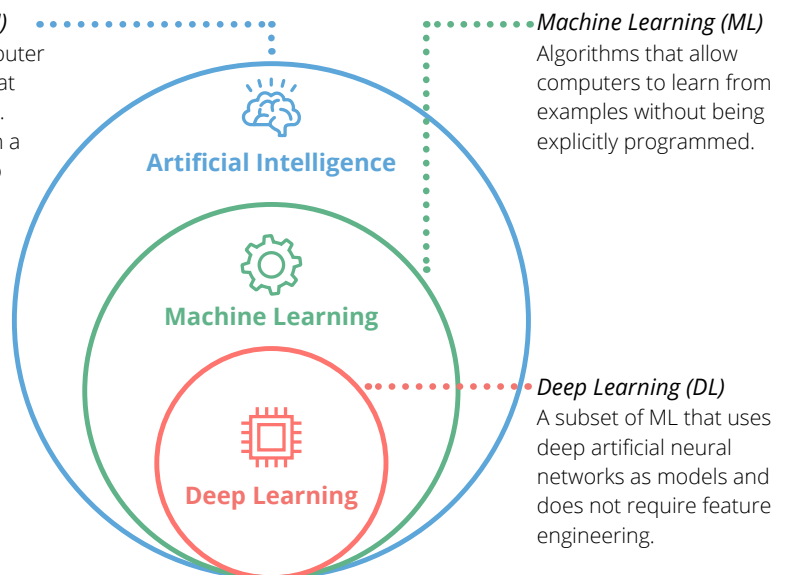 Machine Learning (ML)
Algorithms that allow
computers to learn from
examples without being
explicitly programmed.
Artificial Intelligence
Machine Learning
Deep Learning
Deep Learning (DL)
A subset of ML that uses
deep artificial neural
networks as models and
does not require feature
engineering.